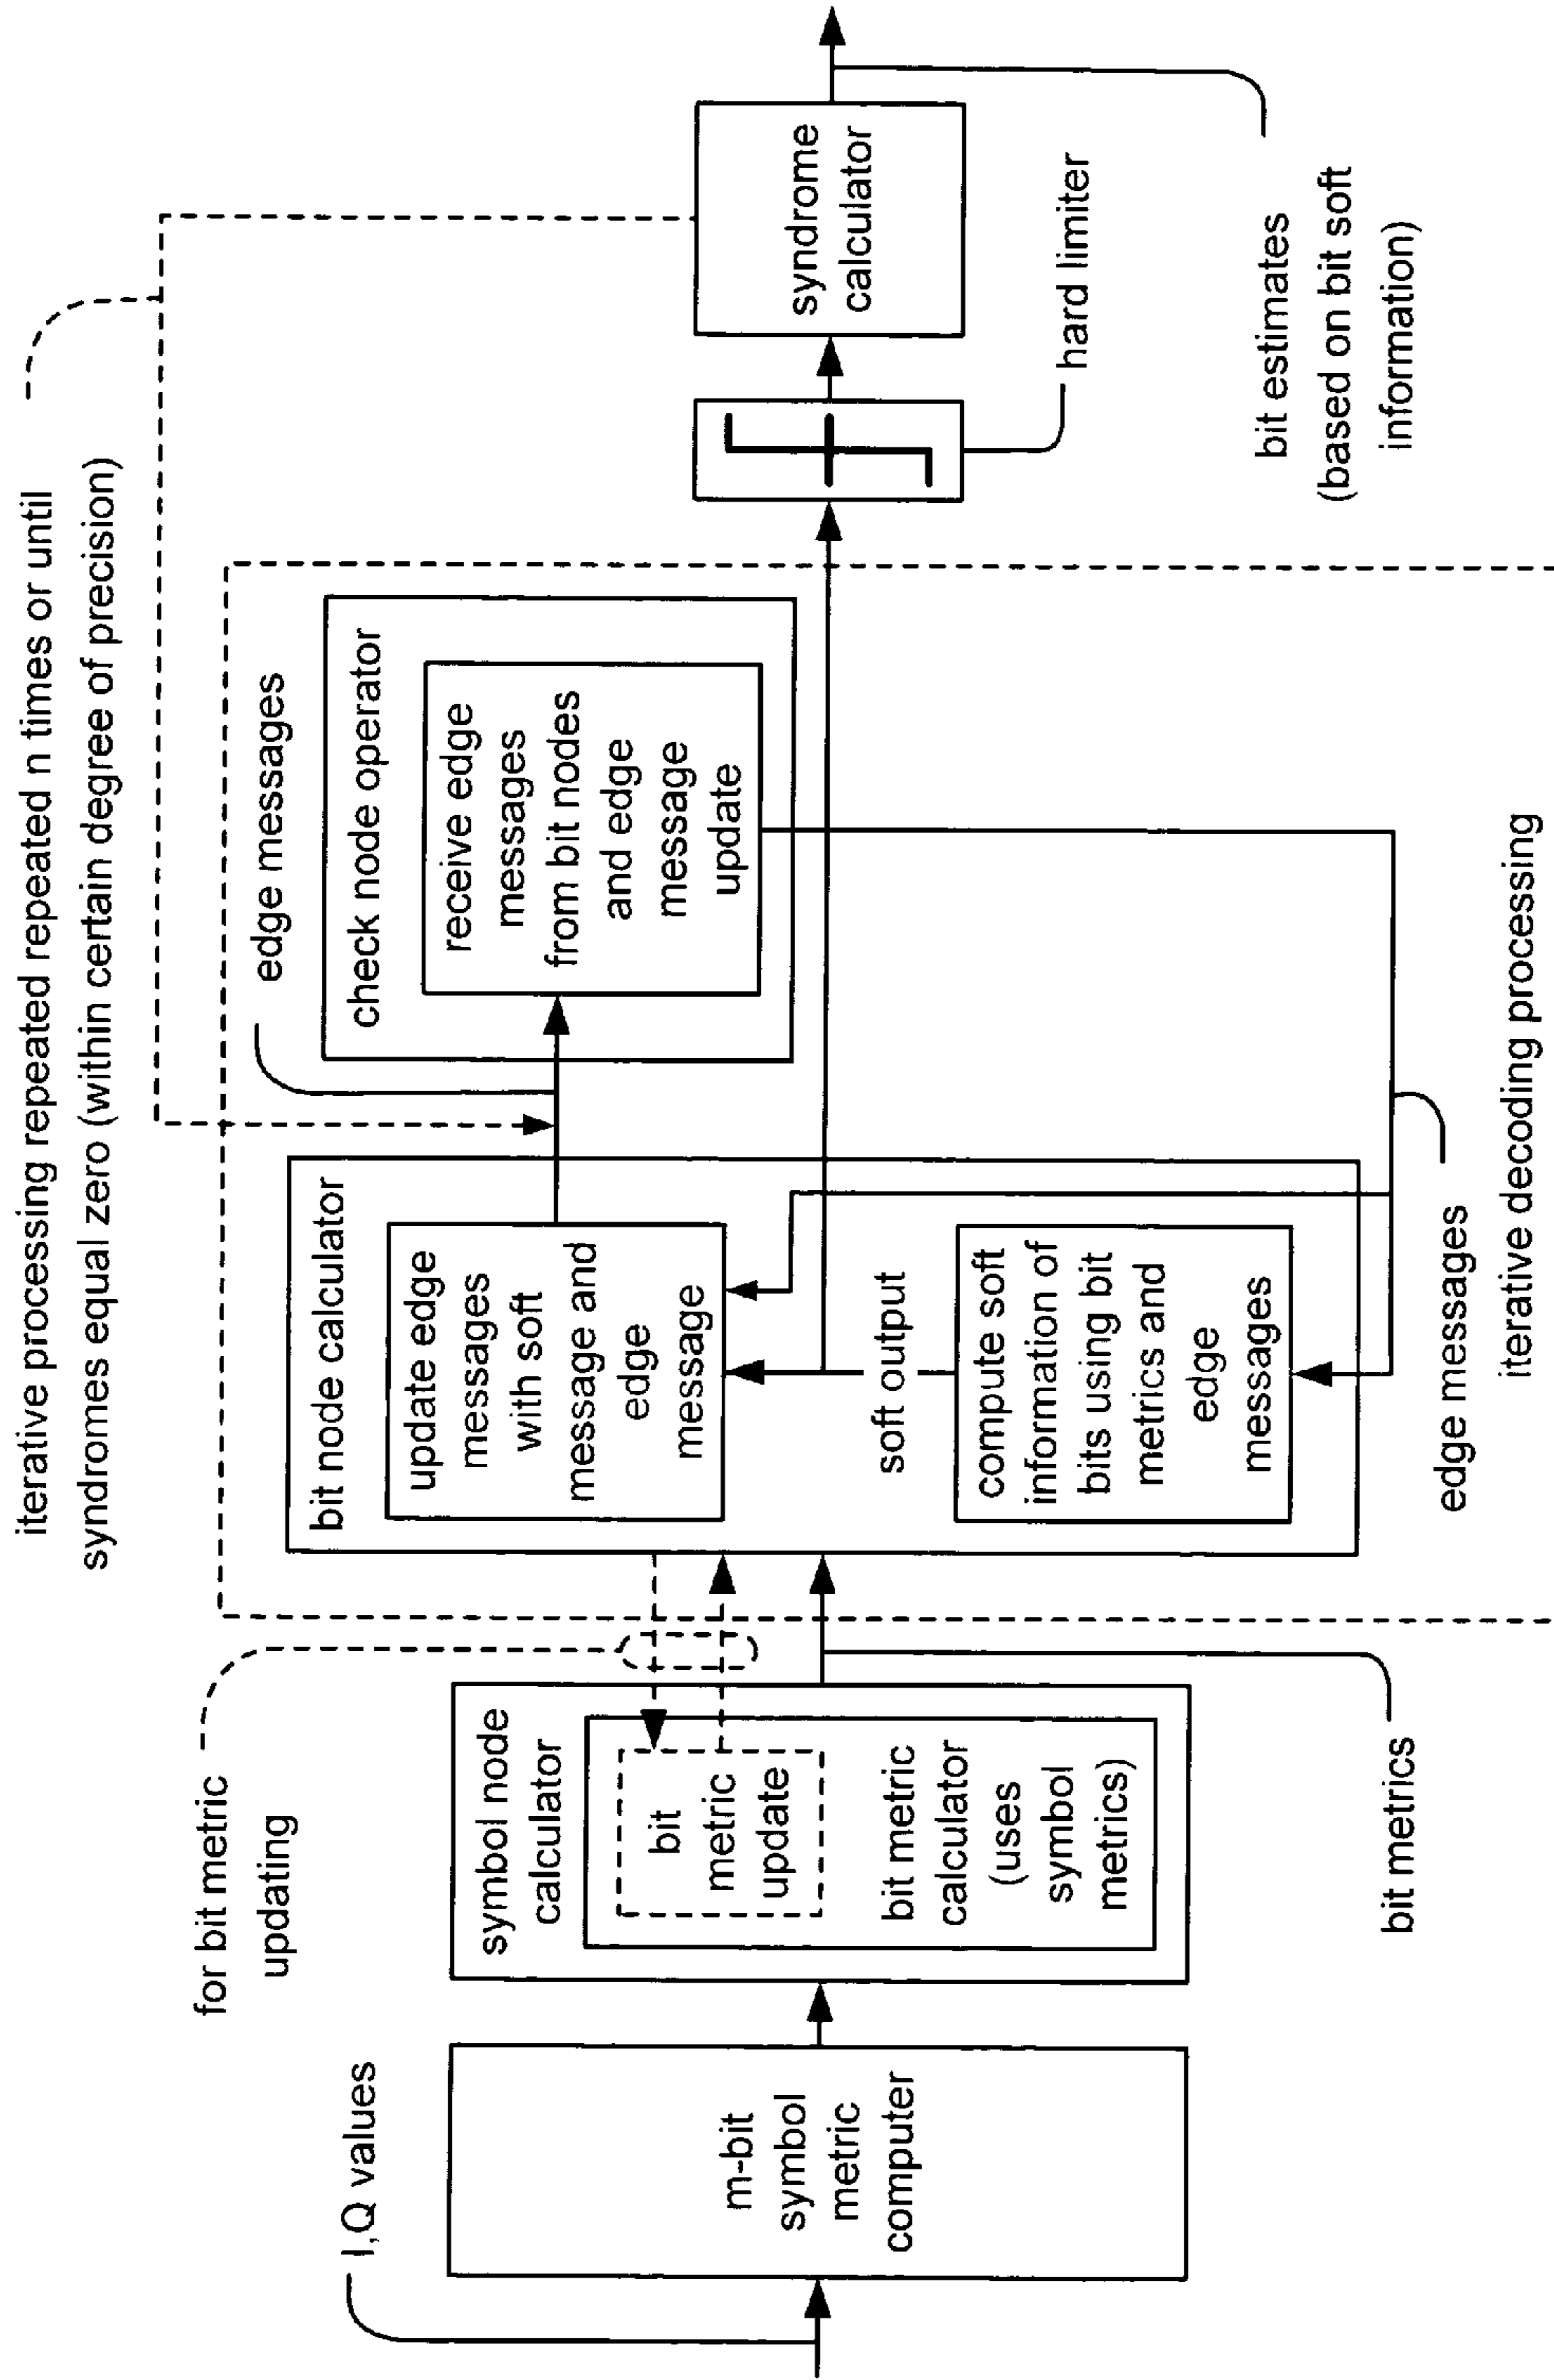 iterative processing repeated repeated n times or until
syndromes equal zero (within certain degree of precision)
for bit metric
updating
I,Q values
m-bit
symbol
metric
computer
symbol node
calculator
bit
metric
update
bit metric
calculator
(uses
symbol
metrics)
bit metrics
bit node calculator
update edge
messages
with soft
message and
edge
message
soft output
compute soft
information of
bits using bit
metrics and
edge
messages
edge messages
check node operator
receive edge
messages
from bit nodes
and edge
message
update
edge messages
iterative decoding processing
hard limiter
syndrome
calculator
bit estimates
(based on bit soft
information)